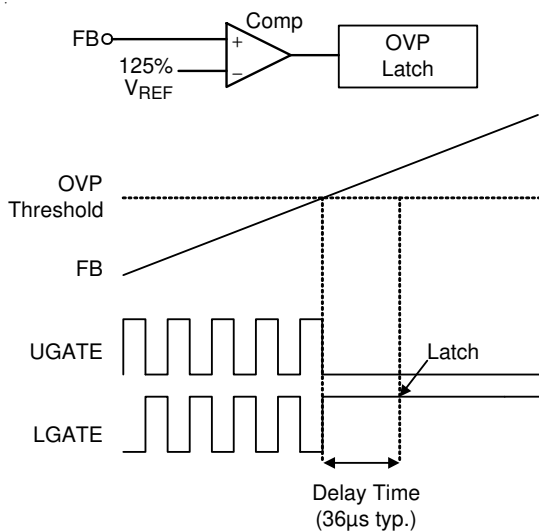 Comp
FB
+
125%
V_REF
−
OVP
Latch
OVP
Threshold
FB
UGATE
Latch
LGATE
Delay Time
(36µs typ.)